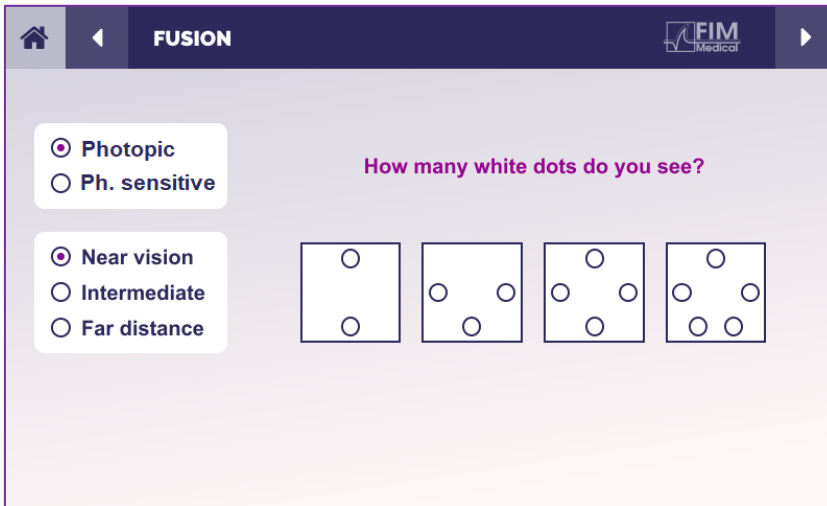 FUSION
FIM
Medical
Photopic
Ph. sensitive
How many white dots do you see?
Near vision
Intermediate
Far distance